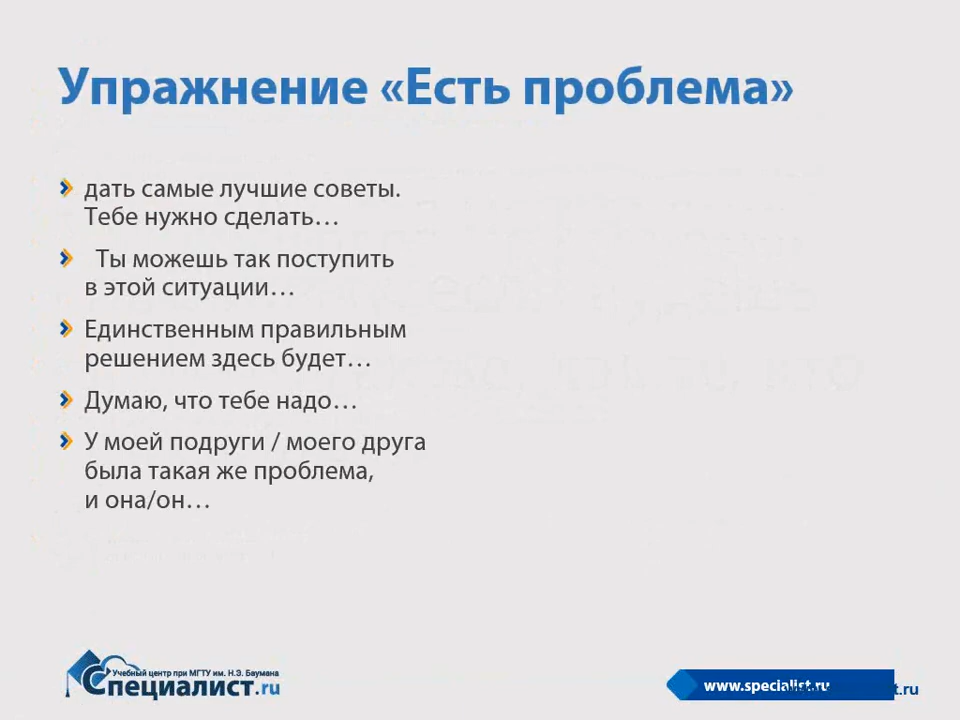 Упражнение «Есть проблема»
дать самые лучшие советы.
Тебе нужно сделать…
Ты можешь так поступить
в этой ситуации…
Единственным правильным
решением здесь будет…
Думаю, что тебе надо…
У моей подруги / моего друга
была такая же проблема,
и она/он…
Учебный центр при МГТУ им. Н.Э. Баумана
Специалист.ru
www.specialist.ru